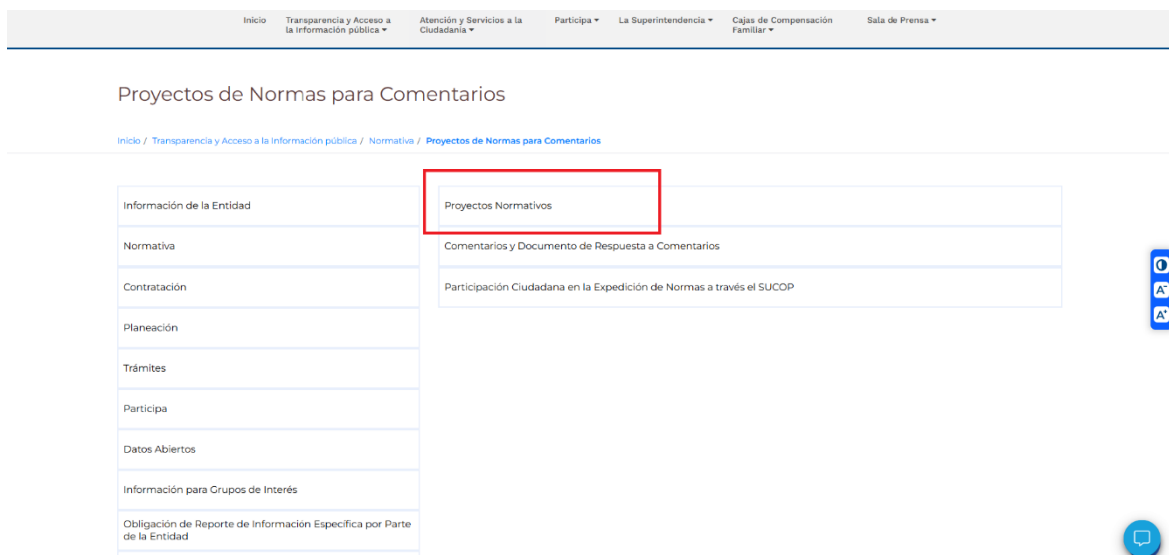 Inicio
Transparencia y Acceso a
la Información pública
Atención y Servicios a la
Ciudadanía
Participa
La Superintendencia
Cajas de Compensación
Familiar
Sala de Prensa
Proyectos de Normas para Comentarios
Inicio / Transparencia y Acceso a la Información pública / Normativa / Proyectos de Normas para Comentarios
Información de la Entidad
Normativa
Contratación
Planeación
Trámites
Participa
Datos Abiertos
Información para Grupos de Interés
Obligación de Reporte de Información Específica por Parte
de la Entidad
Proyectos Normativos
Comentarios y Documento de Respuesta a Comentarios
Participación Ciudadana en la Expedición de Normas a través el SUCOP
A-
A+